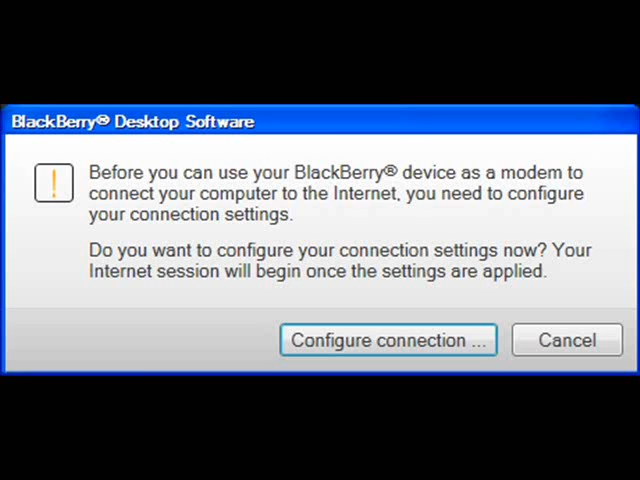 BlackBerry® Desktop Software
!
Before you can use your BlackBerry® device as a modem to
connect your computer to the Internet, you need to configure
your connection settings.
Do you want to configure your connection settings now? Your
Internet session will begin once the settings are applied.
Configure connection ...
Cancel